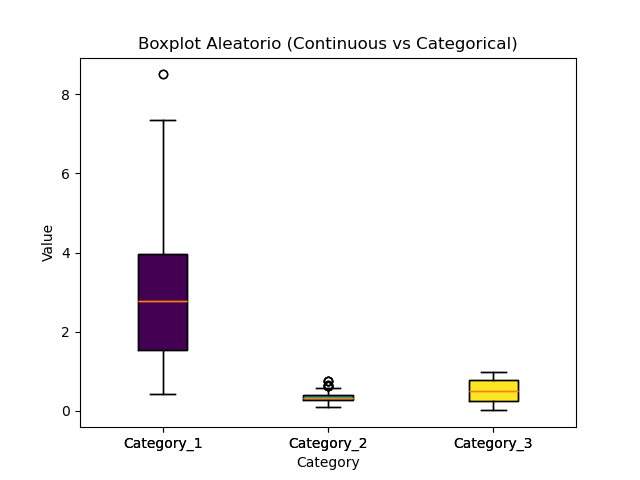 Boxplot Aleatorio (Continuous vs Categorical)
8
6
4
2
0
Value
Category_1 Category_2 Category_3
Category